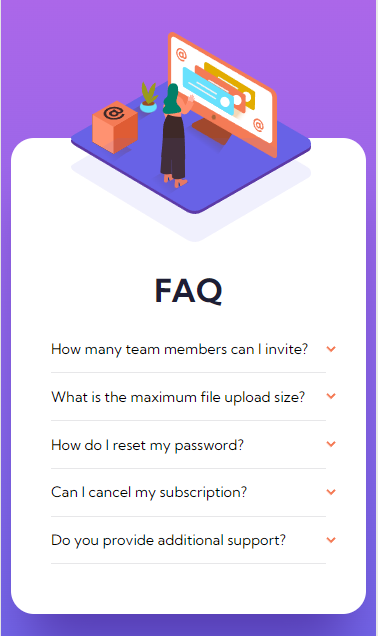 @
@
@
FAQ
How many team members can I invite?
What is the maximum file upload size?
How do I reset my password?
Can I cancel my subscription?
Do you provide additional support?